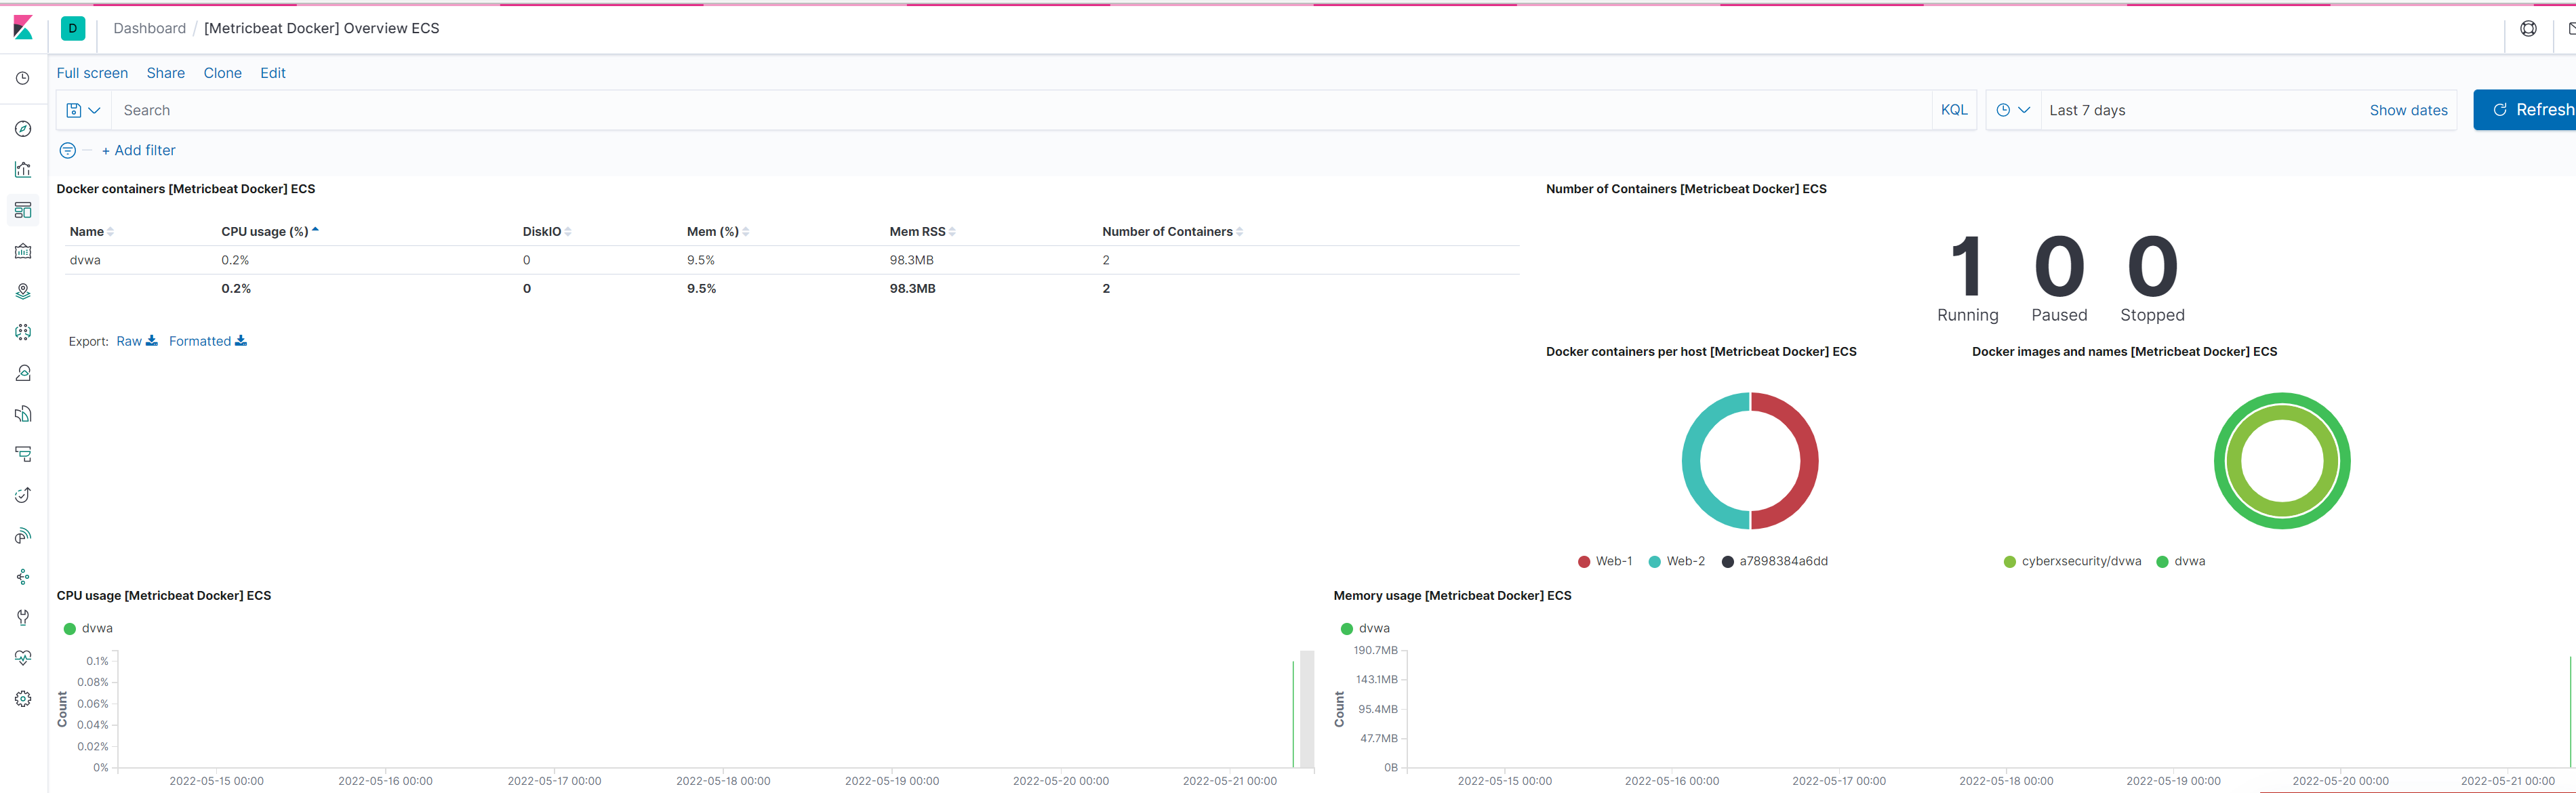 D Dashboard / [Metricbeat Docker] Overview ECS
Full screen Share Clone Edit
Search KQL Last 7 days Show dates Refresh
+ Add filter
Docker containers [Metricbeat Docker] ECS
Name CPU usage (%) DiskIO Mem (%) Mem RSS Number of Containers
dvwa 0.2% 0 9.5% 98.3MB 2
0.2% 0 9.5% 98.3MB 2
Export: Raw Formatted
Number of Containers [Metricbeat Docker] ECS
1 0 0
Running Paused Stopped
Docker containers per host [Metricbeat Docker] ECS
Web-1 Web-2 a7898384a6dd
Docker images and names [Metricbeat Docker] ECS
cyberxsecurity/dvwa dvwa
CPU usage [Metricbeat Docker] ECS
dvwa
Count
0.1%
0.08%
0.06%
0.04%
0.02%
0%
2022-05-15 00:00 2022-05-16 00:00 2022-05-17 00:00 2022-05-18 00:00 2022-05-19 00:00 2022-05-20 00:00 2022-05-21 00:00
Memory usage [Metricbeat Docker] ECS
dvwa
Count
190.7MB
143.1MB
95.4MB
47.7MB
0B
2022-05-15 00:00 2022-05-16 00:00 2022-05-17 00:00 2022-05-18 00:00 2022-05-19 00:00 2022-05-20 00:00 2022-05-21 00:00